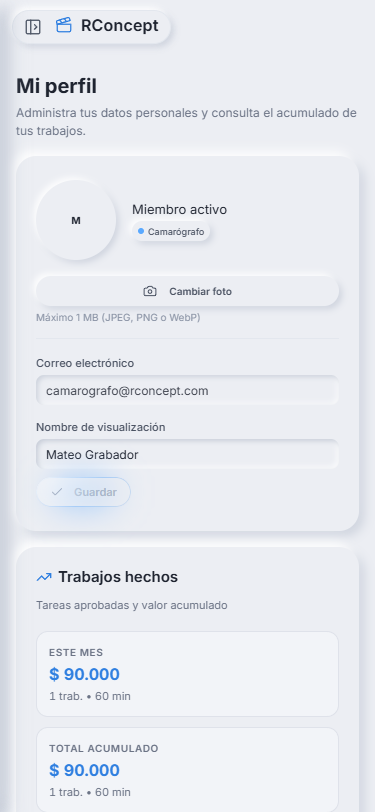 RConcept
Mi perfil
Administra tus datos personales y consulta el acumulado de
tus trabajos.
M
Miembro activo
Camarógrafo
Cambiar foto
Máximo 1 MB (JPEG, PNG o WebP)
Correo electrónico
camarografo@rconcept.com
Nombre de visualización
Mateo Grabador
Guardar
Trabajos hechos
Tareas aprobadas y valor acumulado
ESTE MES
$ 90.000
1 trab. • 60 min
TOTAL ACUMULADO
$ 90.000
1 trab. • 60 min